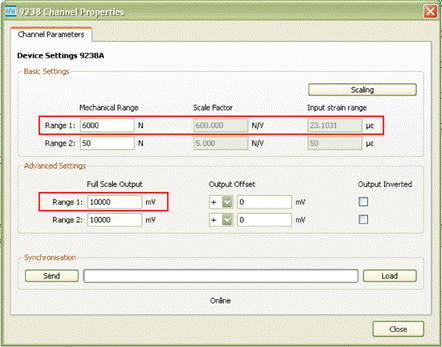 9238 Channel Properties
Channel Parameters
Device Settings 9238A
Basic Settings
Scaling
Mechanical Range Scale Factor Input strain range
Range 1: 6000 N 600.000 N/V 23.1031 µε
Range 2: 50 N 5.000 N/V 50 µε
Advanced Settings
Full Scale Output Output Offset Output Inverted
Range 1: 10000 mV + 0 mV
Range 2: 10000 mV + 0 mV
Synchronisation
Send Load
Online
Close